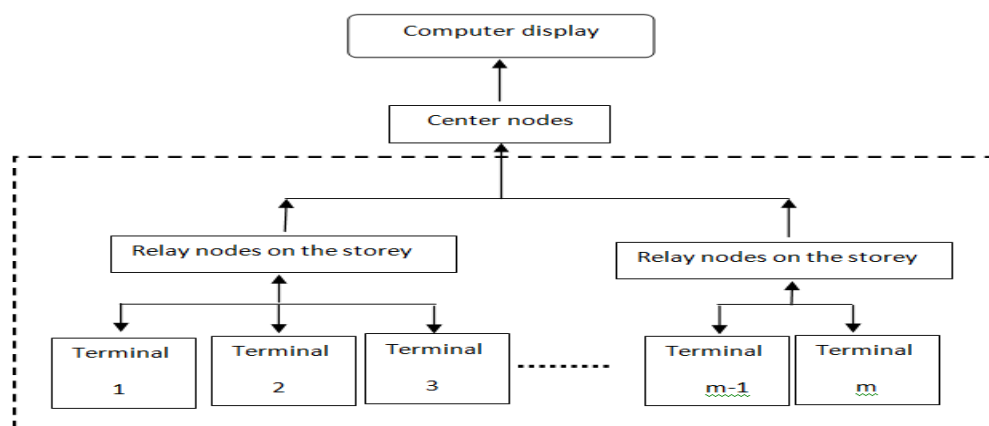 Computer display
Center nodes
Relay nodes on the storey
Relay nodes on the storey
Terminal
1
Terminal
2
Terminal
3
Terminal
m-1
Terminal
m